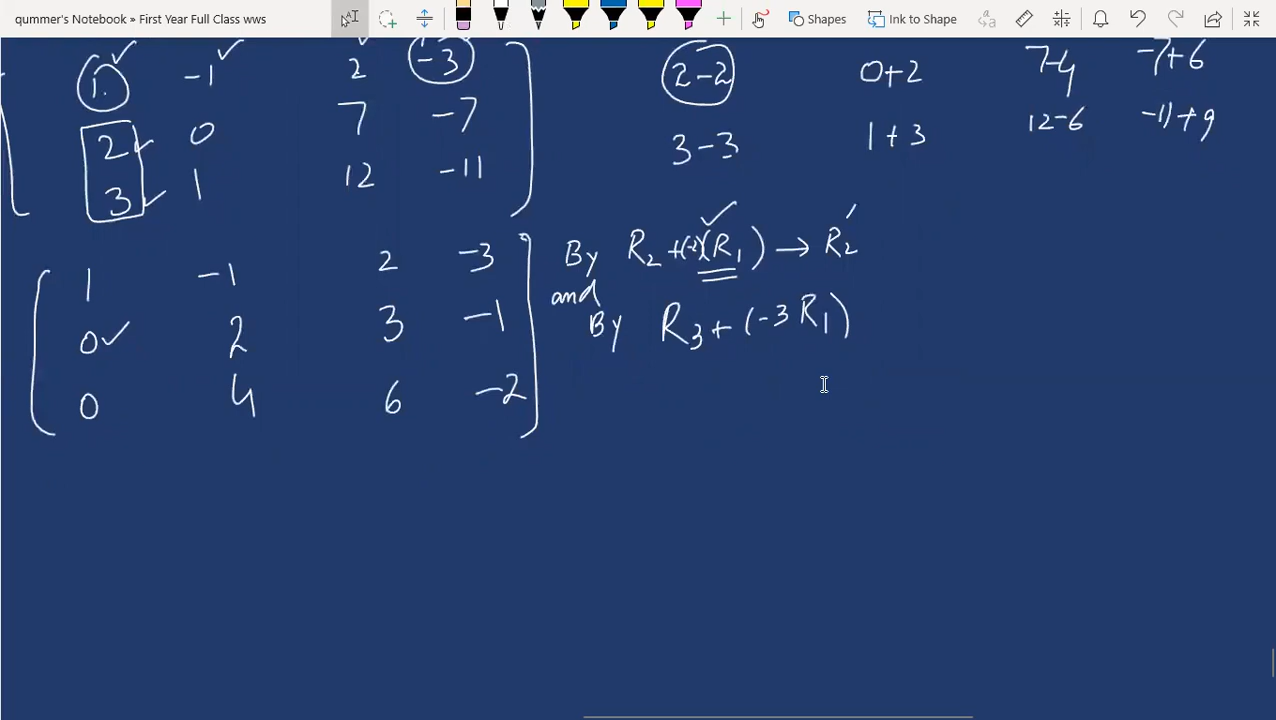 qummer's Notebook » First Year Full Class wws
Shapes Ink to Shape
1. -1 2 -3 2-2 0+2 7-4 -7+6
2 0 7 -7 3-3 1+3 12-6 -11+9
3 1 12 -11
1 -1 2 -3 By R2 +(-2)(R1) → R2'
and
0 2 3 -1 By R3 + (-3R1)
0 4 6 -2